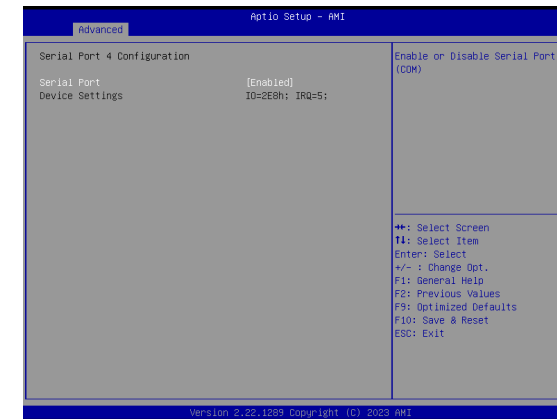 Aptio Setup - AMI
Advanced
Serial Port 4 Configuration
Serial Port [Enabled]
Device Settings IO=2E8h; IRQ=5;
Enable or Disable Serial Port
(COM)
→←: Select Screen
↑↓: Select Item
Enter: Select
+/- : Change Opt.
F1: General Help
F2: Previous Values
F9: Optimized Defaults
F10: Save & Reset
ESC: Exit
Version 2.22.1289 Copyright (C) 2023 AMI